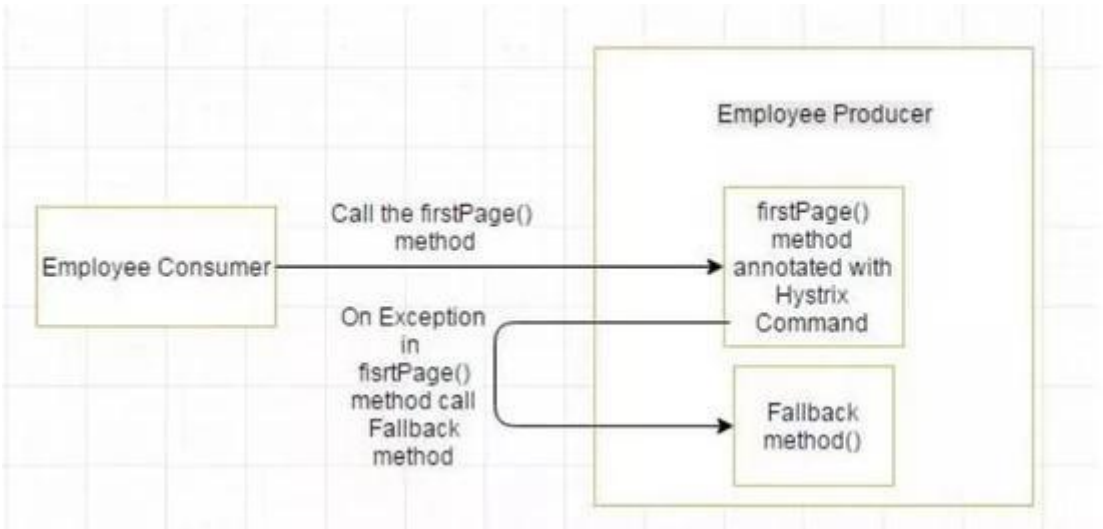 Employee Producer
Call the firstPage()
method
Employee Consumer
firstPage()
method
annotated with
Hystrix
Command
On Exception
in
fisrtPage()
method call
Fallback
method
Fallback
method()